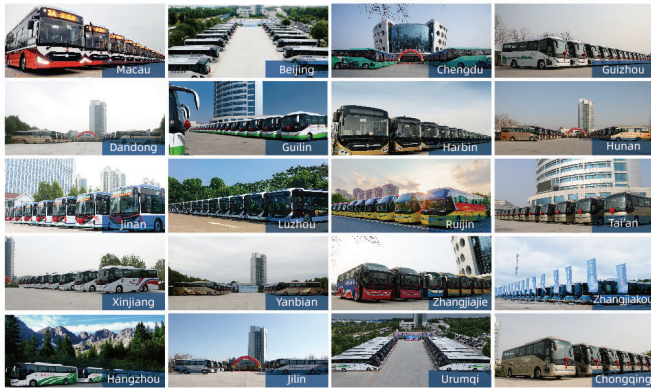 2A
Macau
Beijing
Chengdu
Guizhou
Dandong
Guilin
Harbin
Hunan
Jinan
Luzhou
Ruijin
Tai'an
Xinjiang
Yanbian
Zhangjiajie
Zhangjiakou
Hangzhou
Jilin
Urumqi
Chongqing